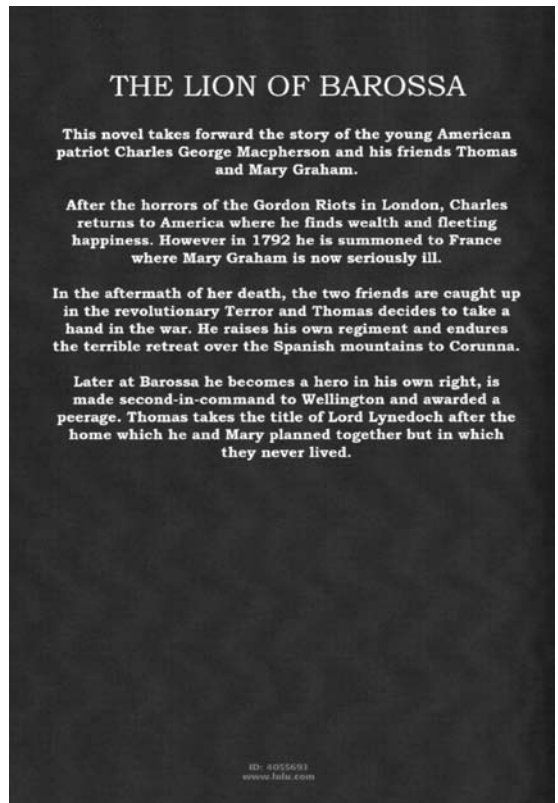 THE LION OF BAROSSA
This novel takes forward the story of the young American
patriot Charles George Macpherson and his friends Thomas
and Mary Graham.
After the horrors of the Gordon Riots in London, Charles
returns to America where he finds wealth and fleeting
happiness. However in 1792 he is summoned to France
where Mary Graham is now seriously ill.
In the aftermath of her death, the two friends are caught up
in the revolutionary Terror and Thomas decides to take a
hand in the war. He raises his own regiment and endures
the terrible retreat over the Spanish mountains to Corunna.
Later at Barossa he becomes a hero in his own right, is
made second-in-command to Wellington and awarded a
peerage. Thomas takes the title of Lord Lynedoch after the
home which he and Mary planned together but in which
they never lived.
ID: 4055693
www.lulu.com